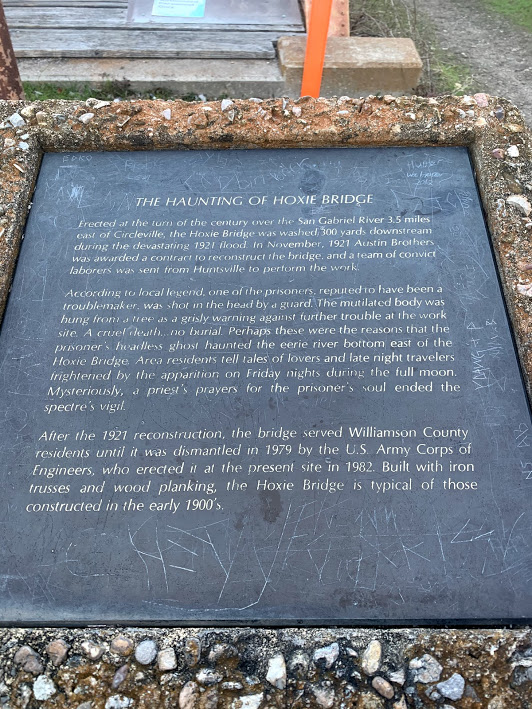 THE HAUNTING OF HOXIE BRIDGE
Erected at the turn of the century over the San Gabriel River 3.5 miles
east of Circleville, the Hoxie Bridge was washed 300 yards downstream
during the devastating 1921 flood. In November, 1921 Austin Brothers
was awarded a contract to reconstruct the bridge, and a team of convict
laborers was sent from Huntsville to perform the work.
According to local legend, one of the prisoners, reputed to have been a
troublemaker, was shot in the head by a guard. The mutilated body was
hung from a tree as a grisly warning against further trouble at the work
site. A cruel death, no burial. Perhaps these were the reasons that the
prisoner's headless ghost haunted the eerie river bottom east of the
Hoxie Bridge. Area residents tell tales of lovers and late night travelers
frightened by the apparition on Friday nights during the full moon.
Mysteriously, a priest's prayers for the prisoner's soul ended the
spectre's vigil.
After the 1921 reconstruction, the bridge served Williamson County
residents until it was dismantled in 1979 by the U.S. Army Corps of
Engineers, who erected it at the present site in 1982. Built with iron
trusses and wood planking, the Hoxie Bridge is typical of those
constructed in the early 1900's.